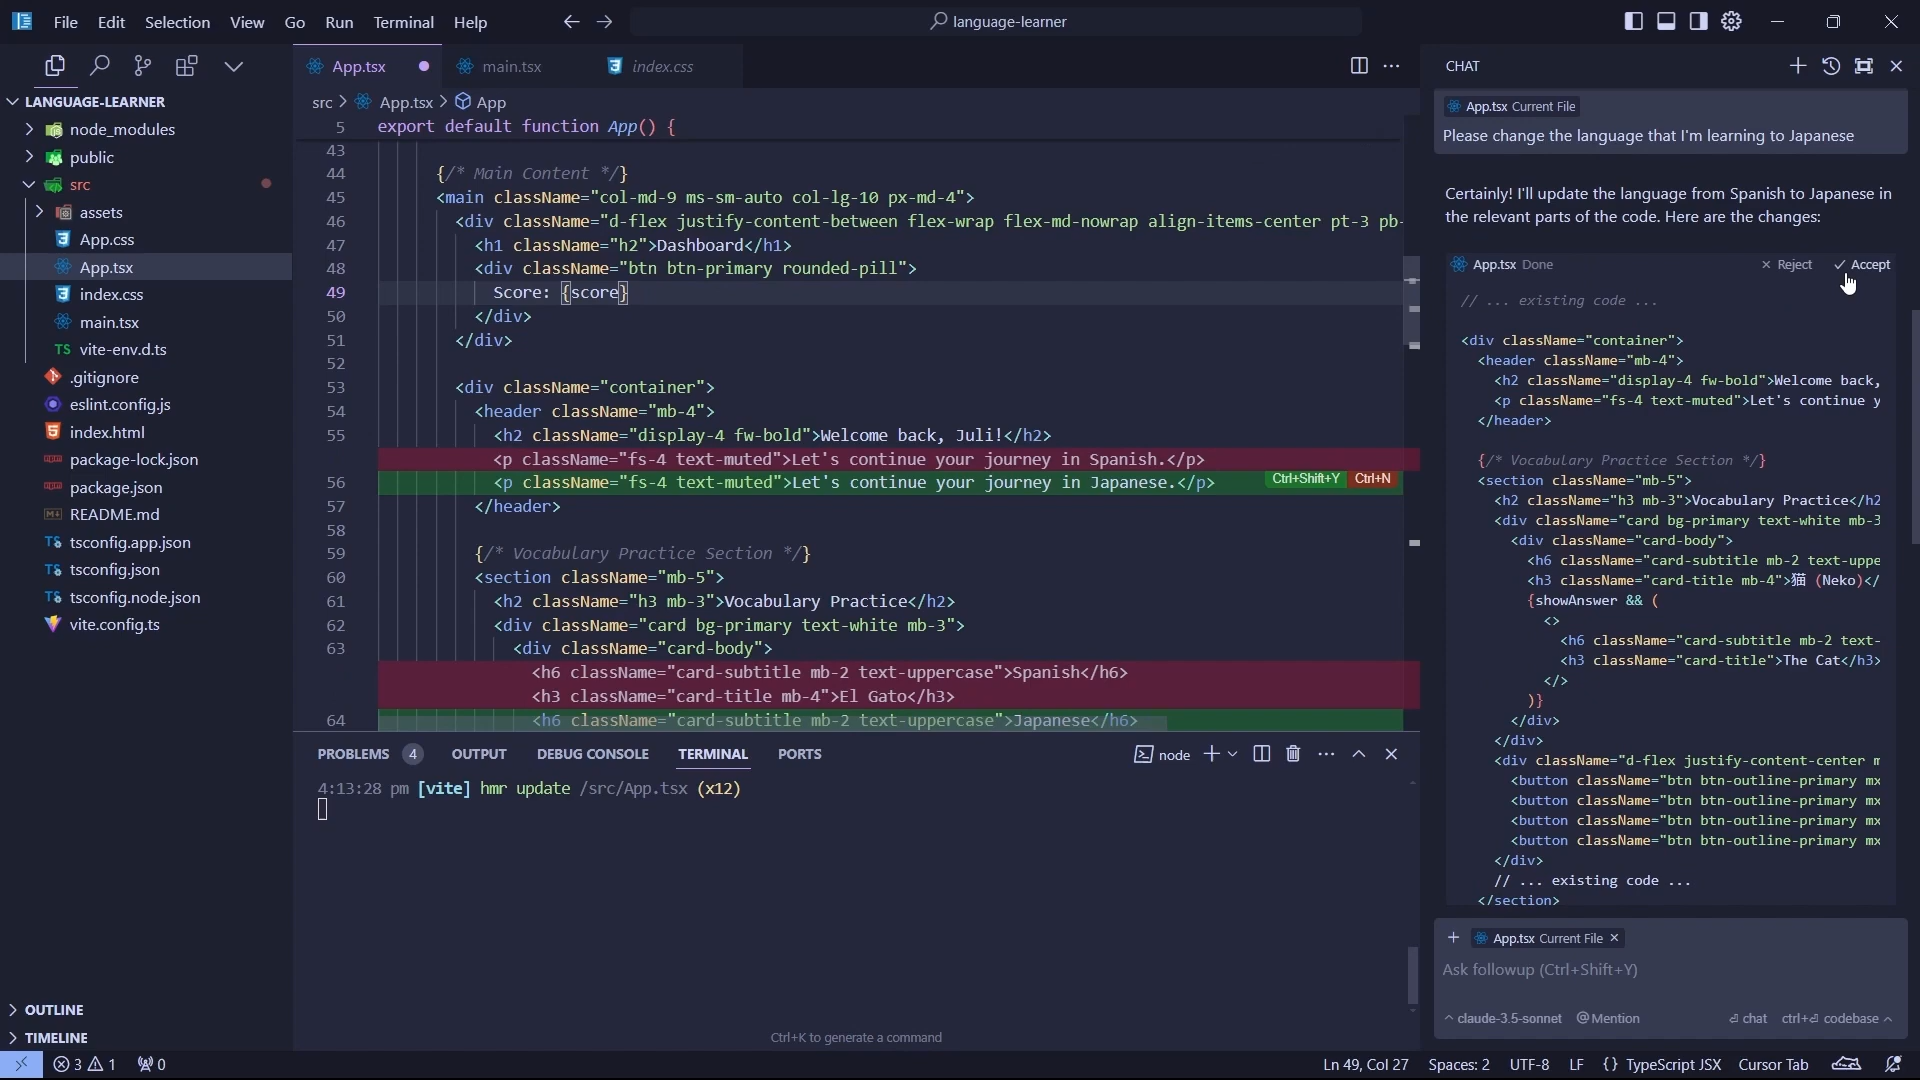 File Edit Selection View Go Run Terminal Help
language-learner
LANGUAGE-LEARNER
node_modules
public
src
assets
App.css
App.tsx
index.css
main.tsx
TS vite-env.d.ts
.gitignore
eslint.config.js
index.html
package-lock.json
package.json
README.md
tsconfig.app.json
tsconfig.json
tsconfig.node.json
vite.config.ts
OUTLINE
TIMELINE
App.tsx main.tsx index.css
src > App.tsx > App
5 export default function App() {
43
44 {/* Main Content */}
45 <main className="col-md-9 ms-sm-auto col-lg-10 px-md-4">
46 <div className="d-flex justify-content-between flex-wrap flex-md-nowrap align-items-center pt-3 pb-
47 <h1 className="h2">Dashboard</h1>
48 <div className="btn btn-primary rounded-pill">
49 Score: {score}
50 </div>
51 </div>
52
53 <div className="container">
54 <header className="mb-4">
55 <h2 className="display-4 fw-bold">Welcome back, Juli!</h2>
<p className="fs-4 text-muted">Let's continue your journey in Spanish.</p>
56 <p className="fs-4 text-muted">Let's continue your journey in Japanese.</p> Ctrl+Shift+Y Ctrl+N
57 </header>
58
59 {/* Vocabulary Practice Section */}
60 <section className="mb-5">
61 <h2 className="h3 mb-3">Vocabulary Practice</h2>
62 <div className="card bg-primary text-white mb-3">
63 <div className="card-body">
<h6 className="card-subtitle mb-2 text-uppercase">Spanish</h6>
<h3 className="card-title mb-4">El Gato</h3>
64 <h6 className="card-subtitle mb-2 text-uppercase">Japanese</h6>
PROBLEMS 4 OUTPUT DEBUG CONSOLE TERMINAL PORTS node
4:13:28 pm [vite] hmr update /src/App.tsx (x12)
Ctrl+K to generate a command
CHAT
App.tsx Current File
Please change the language that I'm learning to Japanese
Certainly! I'll update the language from Spanish to Japanese in
the relevant parts of the code. Here are the changes:
App.tsx Done Reject Accept
// ... existing code ...
<div className="container">
<header className="mb-4">
<h2 className="display-4 fw-bold">Welcome back,
<p className="fs-4 text-muted">Let's continue y
</header>
{/* Vocabulary Practice Section */}
<section className="mb-5">
<h2 className="h3 mb-3">Vocabulary Practice</h2
<div className="card bg-primary text-white mb-3
<div className="card-body">
<h6 className="card-subtitle mb-2 text-uppe
<h3 className="card-title mb-4">猫 (Neko)</
{showAnswer && (
<>
<h6 className="card-subtitle mb-2 text-
<h3 className="card-title">The Cat</h3>
</>
)}
</div>
</div>
<div className="d-flex justify-content-center m
<button className="btn btn-outline-primary mx
<button className="btn btn-outline-primary mx
<button className="btn btn-outline-primary mx
<button className="btn btn-outline-primary mx
</div>
// ... existing code ...
</section>
App.tsx Current File
Ask followup (Ctrl+Shift+Y)
claude-3.5-sonnet @Mention chat ctrl+⏎ codebase
3 1 0 Ln 49, Col 27 Spaces: 2 UTF-8 LF {} TypeScript JSX Cursor Tab